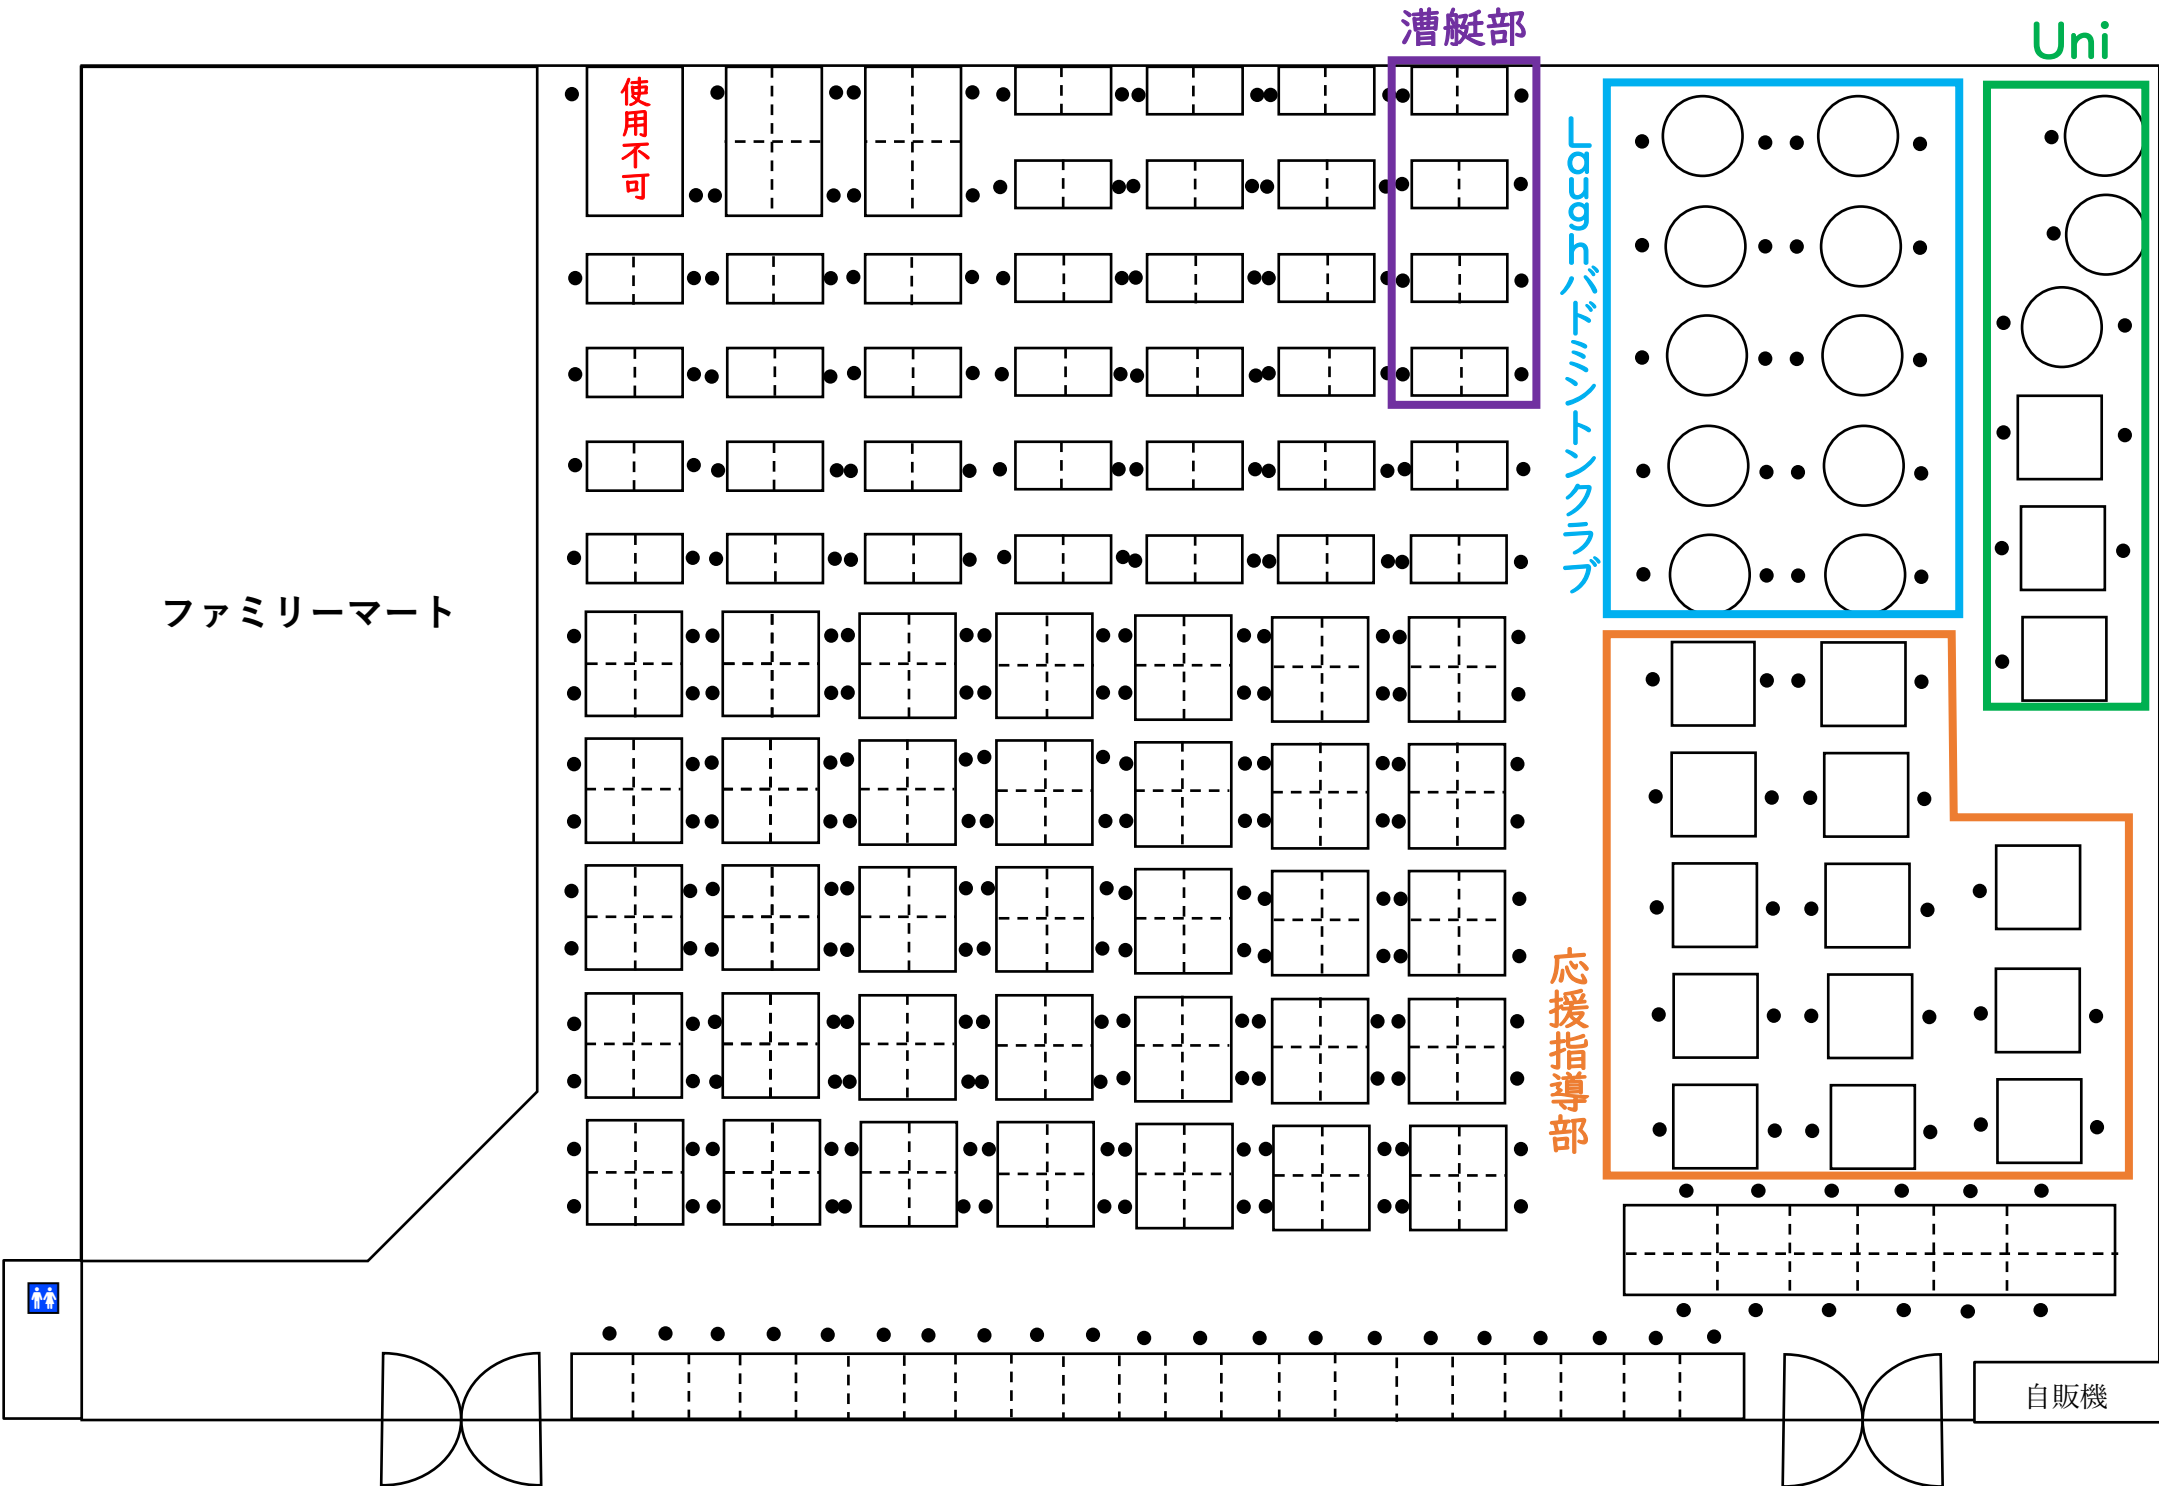 漕艇部
Uni
使用不可
Laughバドミントンクラブ
ファミリーマート
応援指導部
自販機